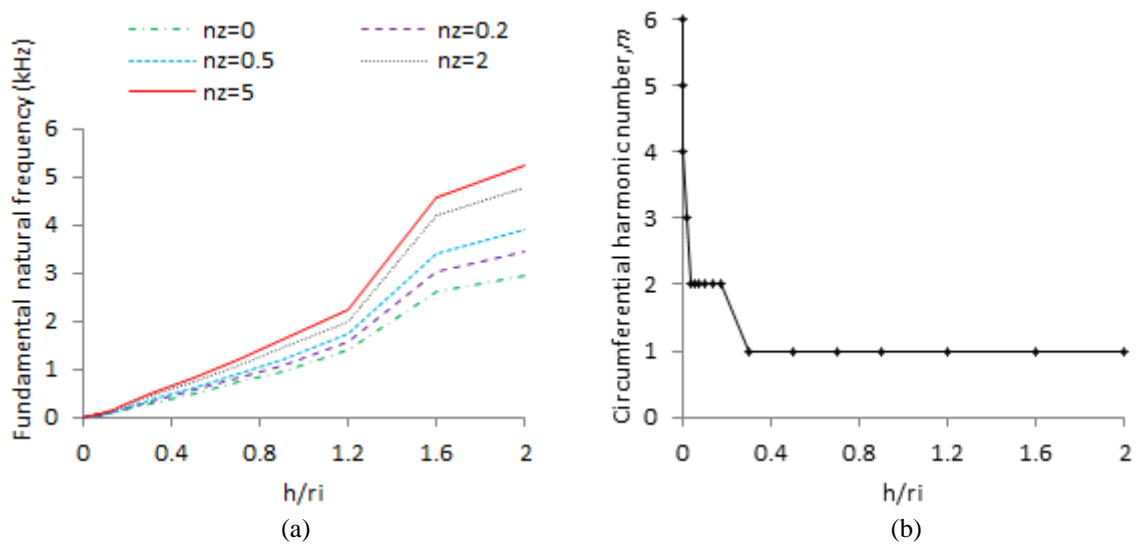 nz=0
nz=0.2
nz=0.5
nz=2
nz=5
Fundamental natural frequency (kHz)
6
5
4
3
2
1
0
0 0.4 0.8 1.2 1.6 2
h/ri
(a)
Circumferential harmonic number,m
6
5
4
3
2
1
0
0 0.4 0.8 1.2 1.6 2
h/ri
(b)